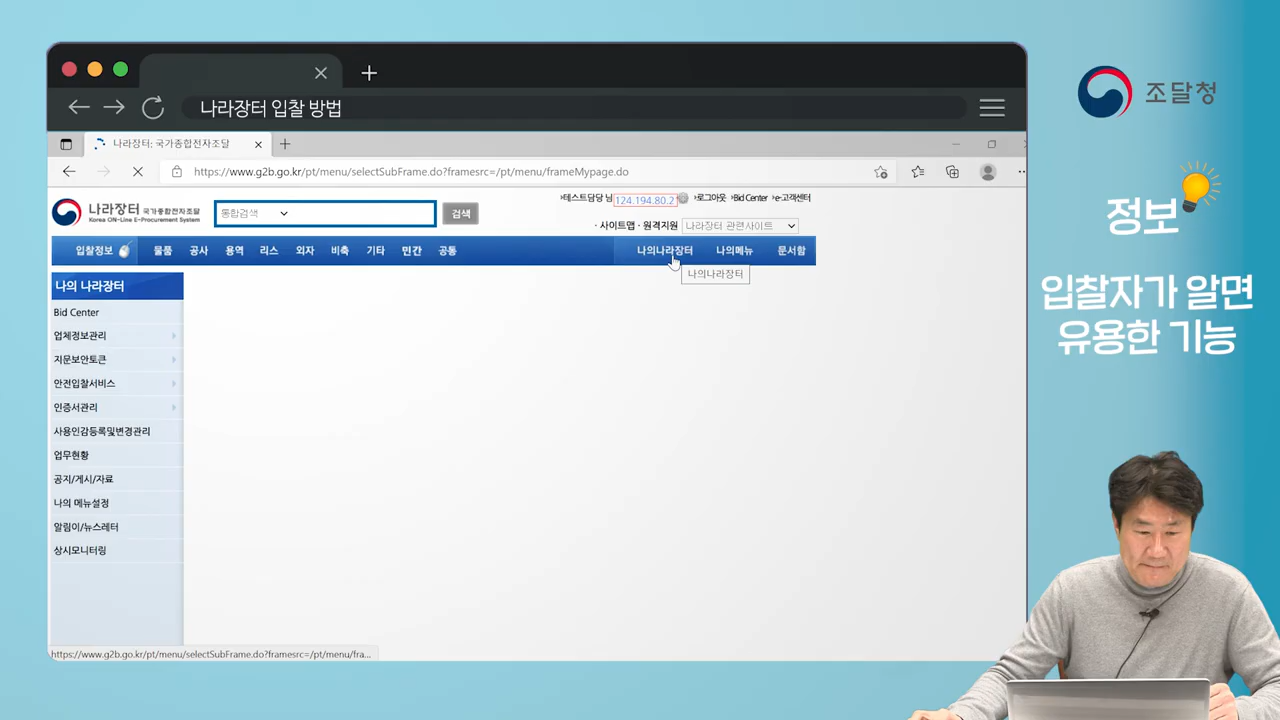 나라장터 입찰 방법
나라장터: 국가종합전자조달
https://www.g2b.go.kr/pt/menu/selectSubFrame.do?framesrc=/pt/menu/frameMypage.do
나라장터 국가종합전자조달
Korea ON-Line E-Procurement System
통합검색
검색
테스트담당 님 124.194.80.2 로그아웃 Bid Center e-고객센터
· 사이트맵 · 원격지원 나라장터 관련사이트
입찰정보 물품 공사 용역 리스 외자 비축 기타 민간 공통 나의나라장터 나의메뉴 문서함
나의나라장터
나의 나라장터
Bid Center
업체정보관리
지문보안토큰
안전입찰서비스
인증서관리
사용인감등록및변경관리
업무현황
공지/게시/자료
나의 메뉴설정
알림이/뉴스레터
상시모니터링
https://www.g2b.go.kr/pt/menu/selectSubFrame.do?framesrc=/pt/menu/fra...
조달청
정보
입찰자가 알면
유용한 기능